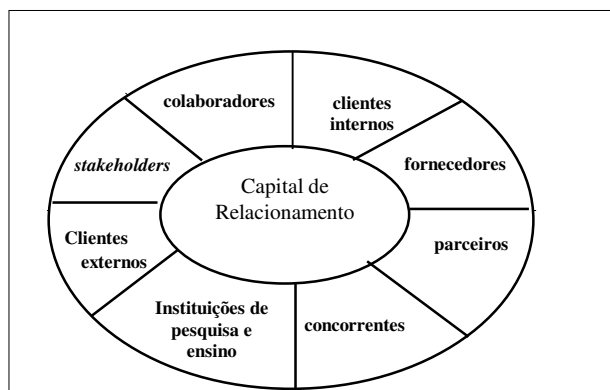 colaboradores
clientes
internos
stakeholders
fornecedores
Capital de
Relacionamento
Clientes
externos
parceiros
Instituições de
pesquisa e
ensino
concorrentes